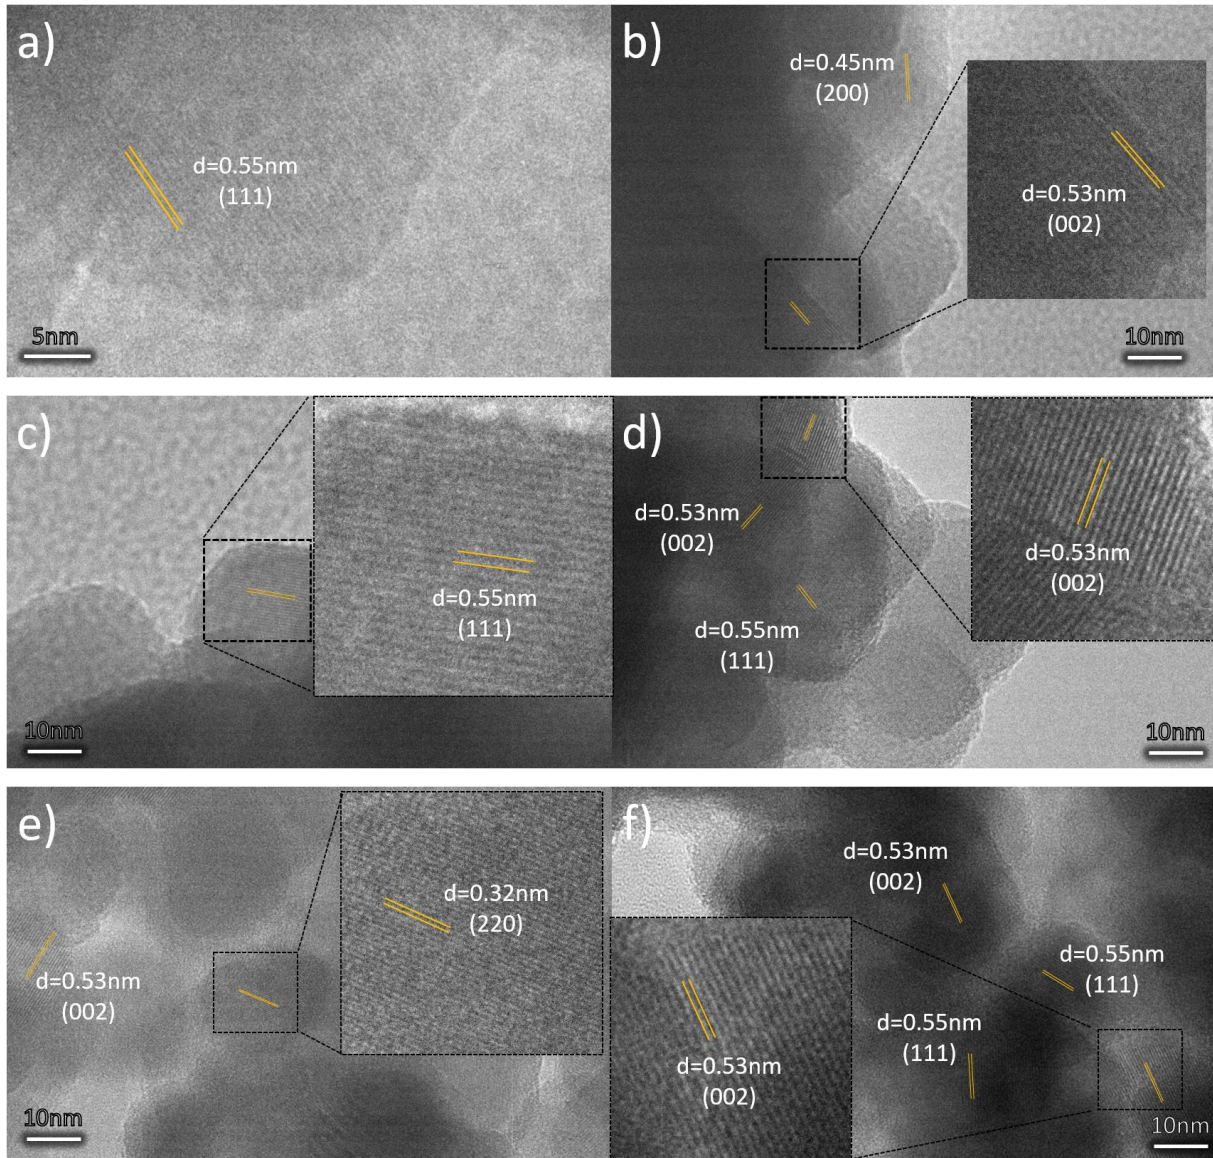 a)
d=0.55nm
(111)
5nm
b)
d=0.45nm
(200)
d=0.53nm
(002)
10nm
c)
d=0.55nm
(111)
10nm
d)
d=0.53nm
(002)
d=0.55nm
(111)
d=0.53nm
(002)
10nm
e)
d=0.32nm
(220)
d=0.53nm
(002)
10nm
f)
d=0.53nm
(002)
d=0.55nm
(111)
d=0.55nm
(111)
d=0.53nm
(002)
10nm